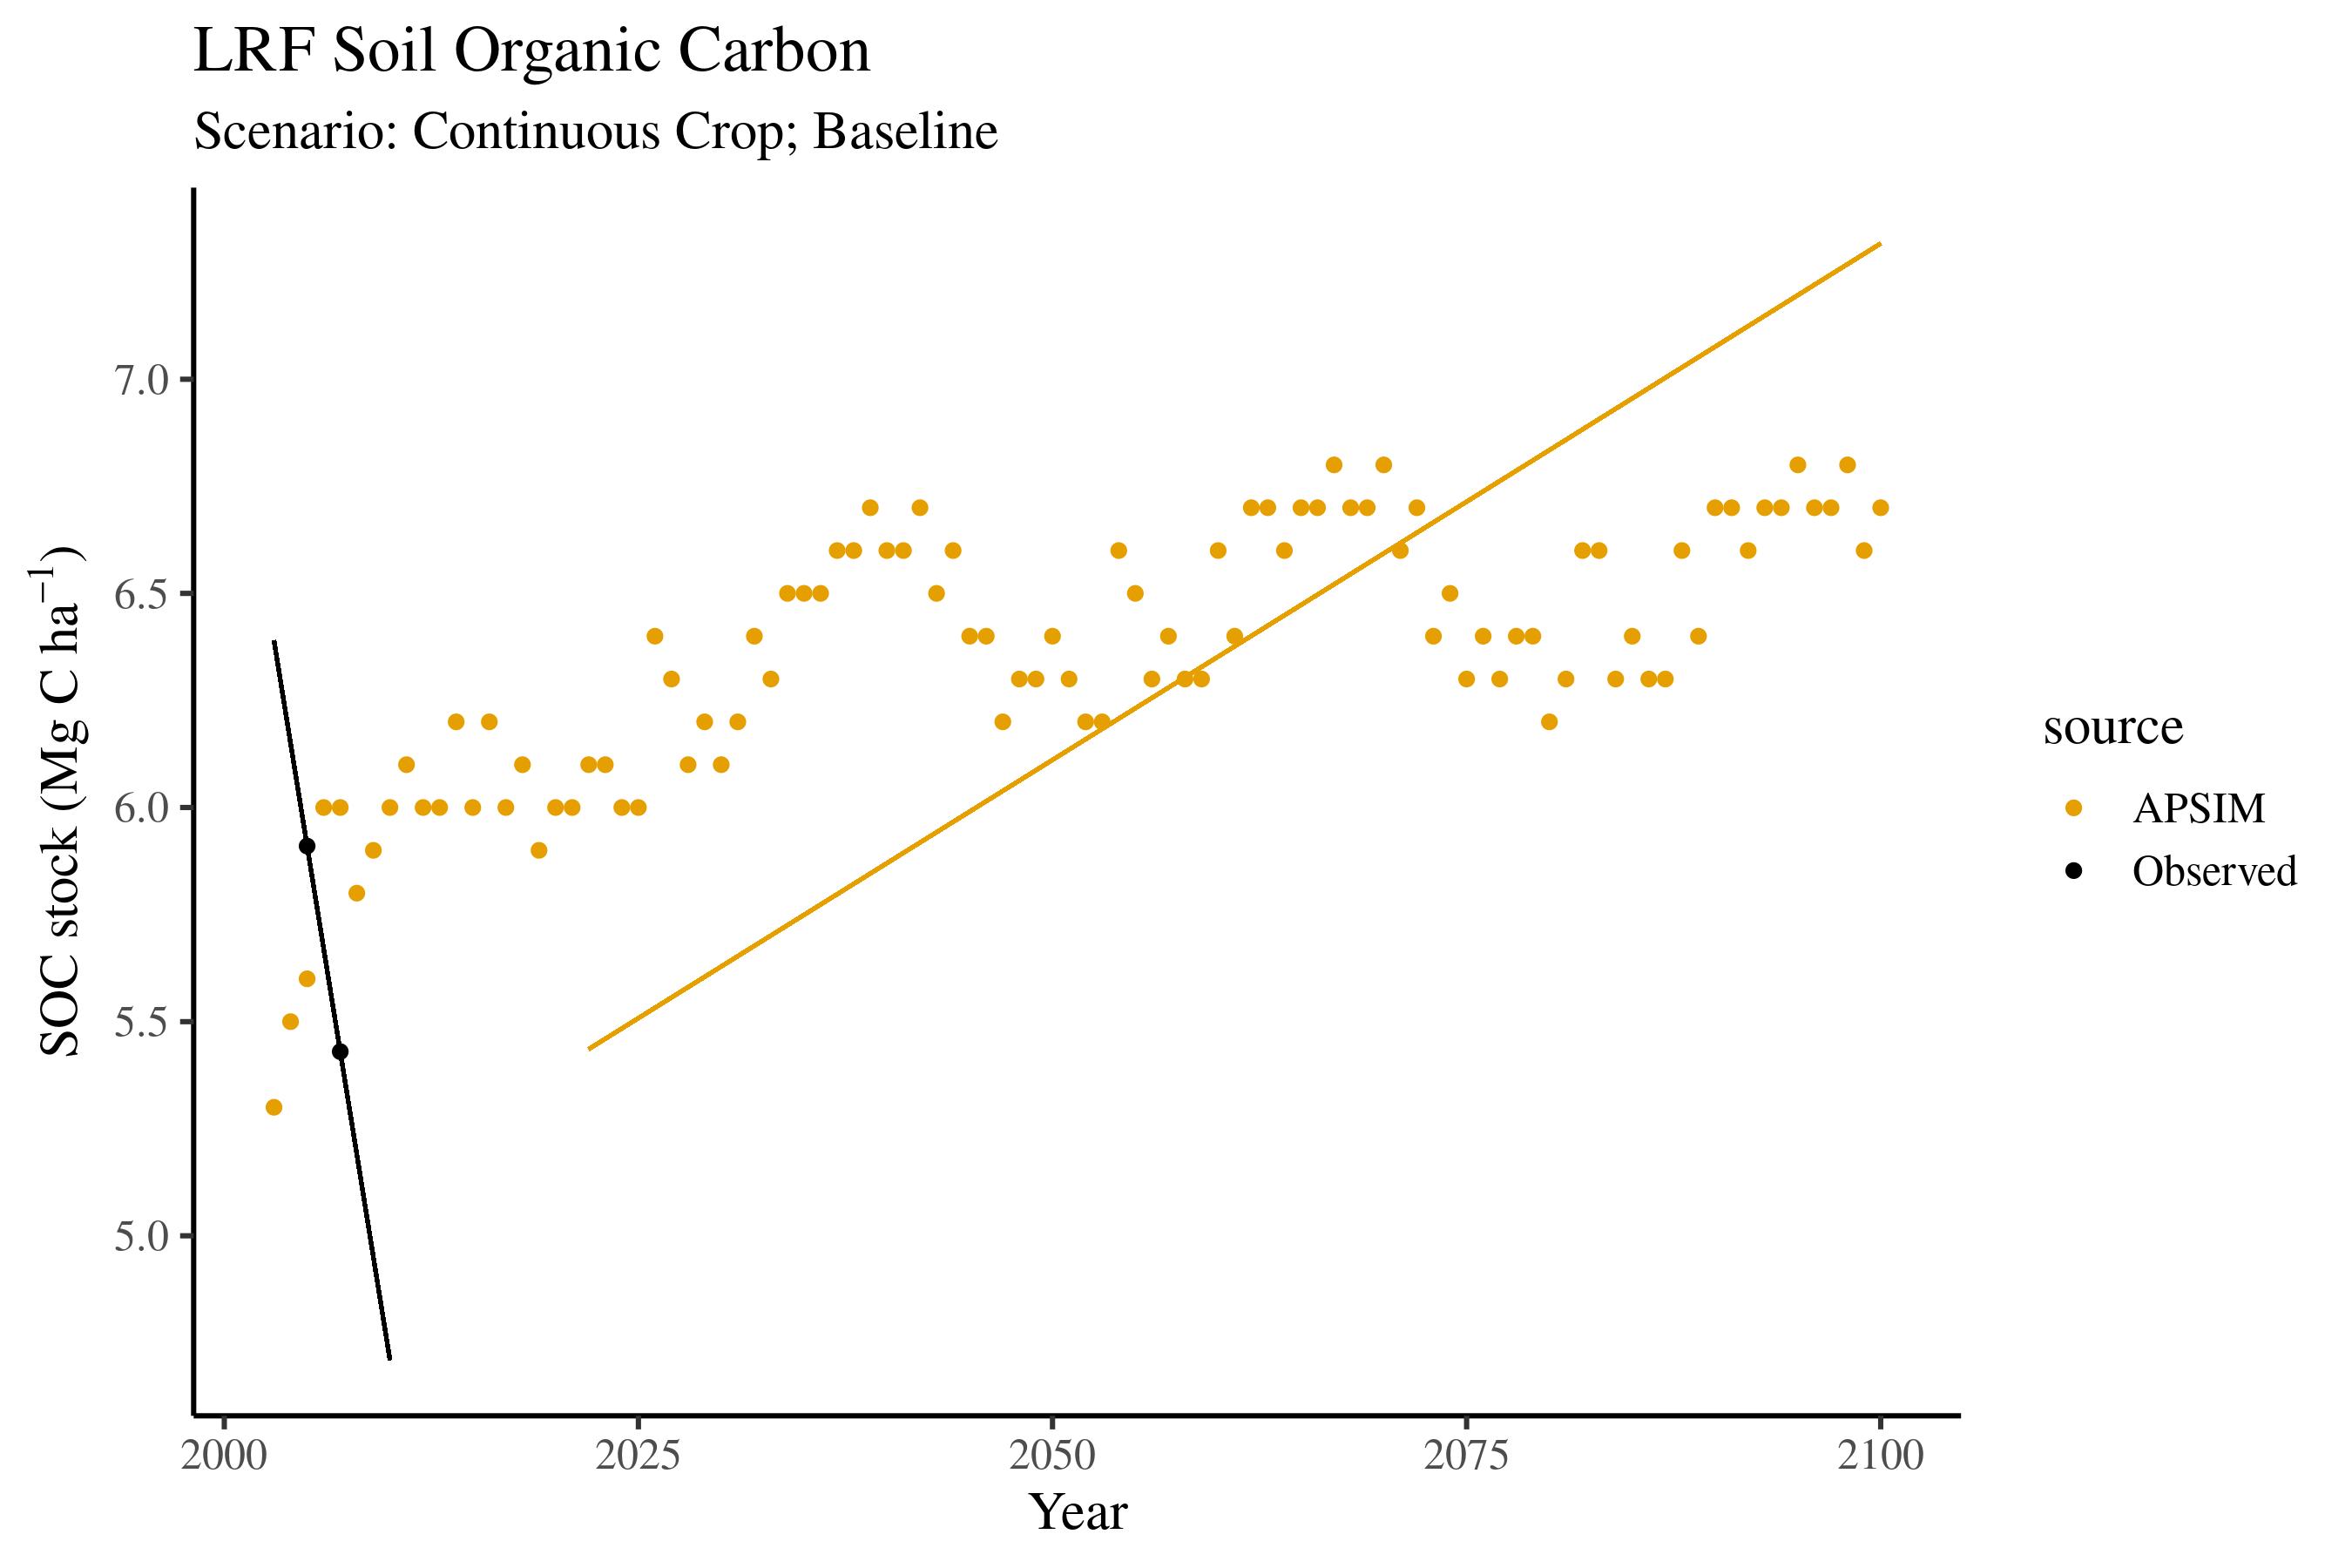 LRF Soil Organic Carbon
Scenario: Continuous Crop; Baseline
SOC stock (Mg C ha⁻¹)
7.0
6.5
6.0
5.5
5.0
2000 2025 2050 2075 2100
Year
source
APSIM
Observed